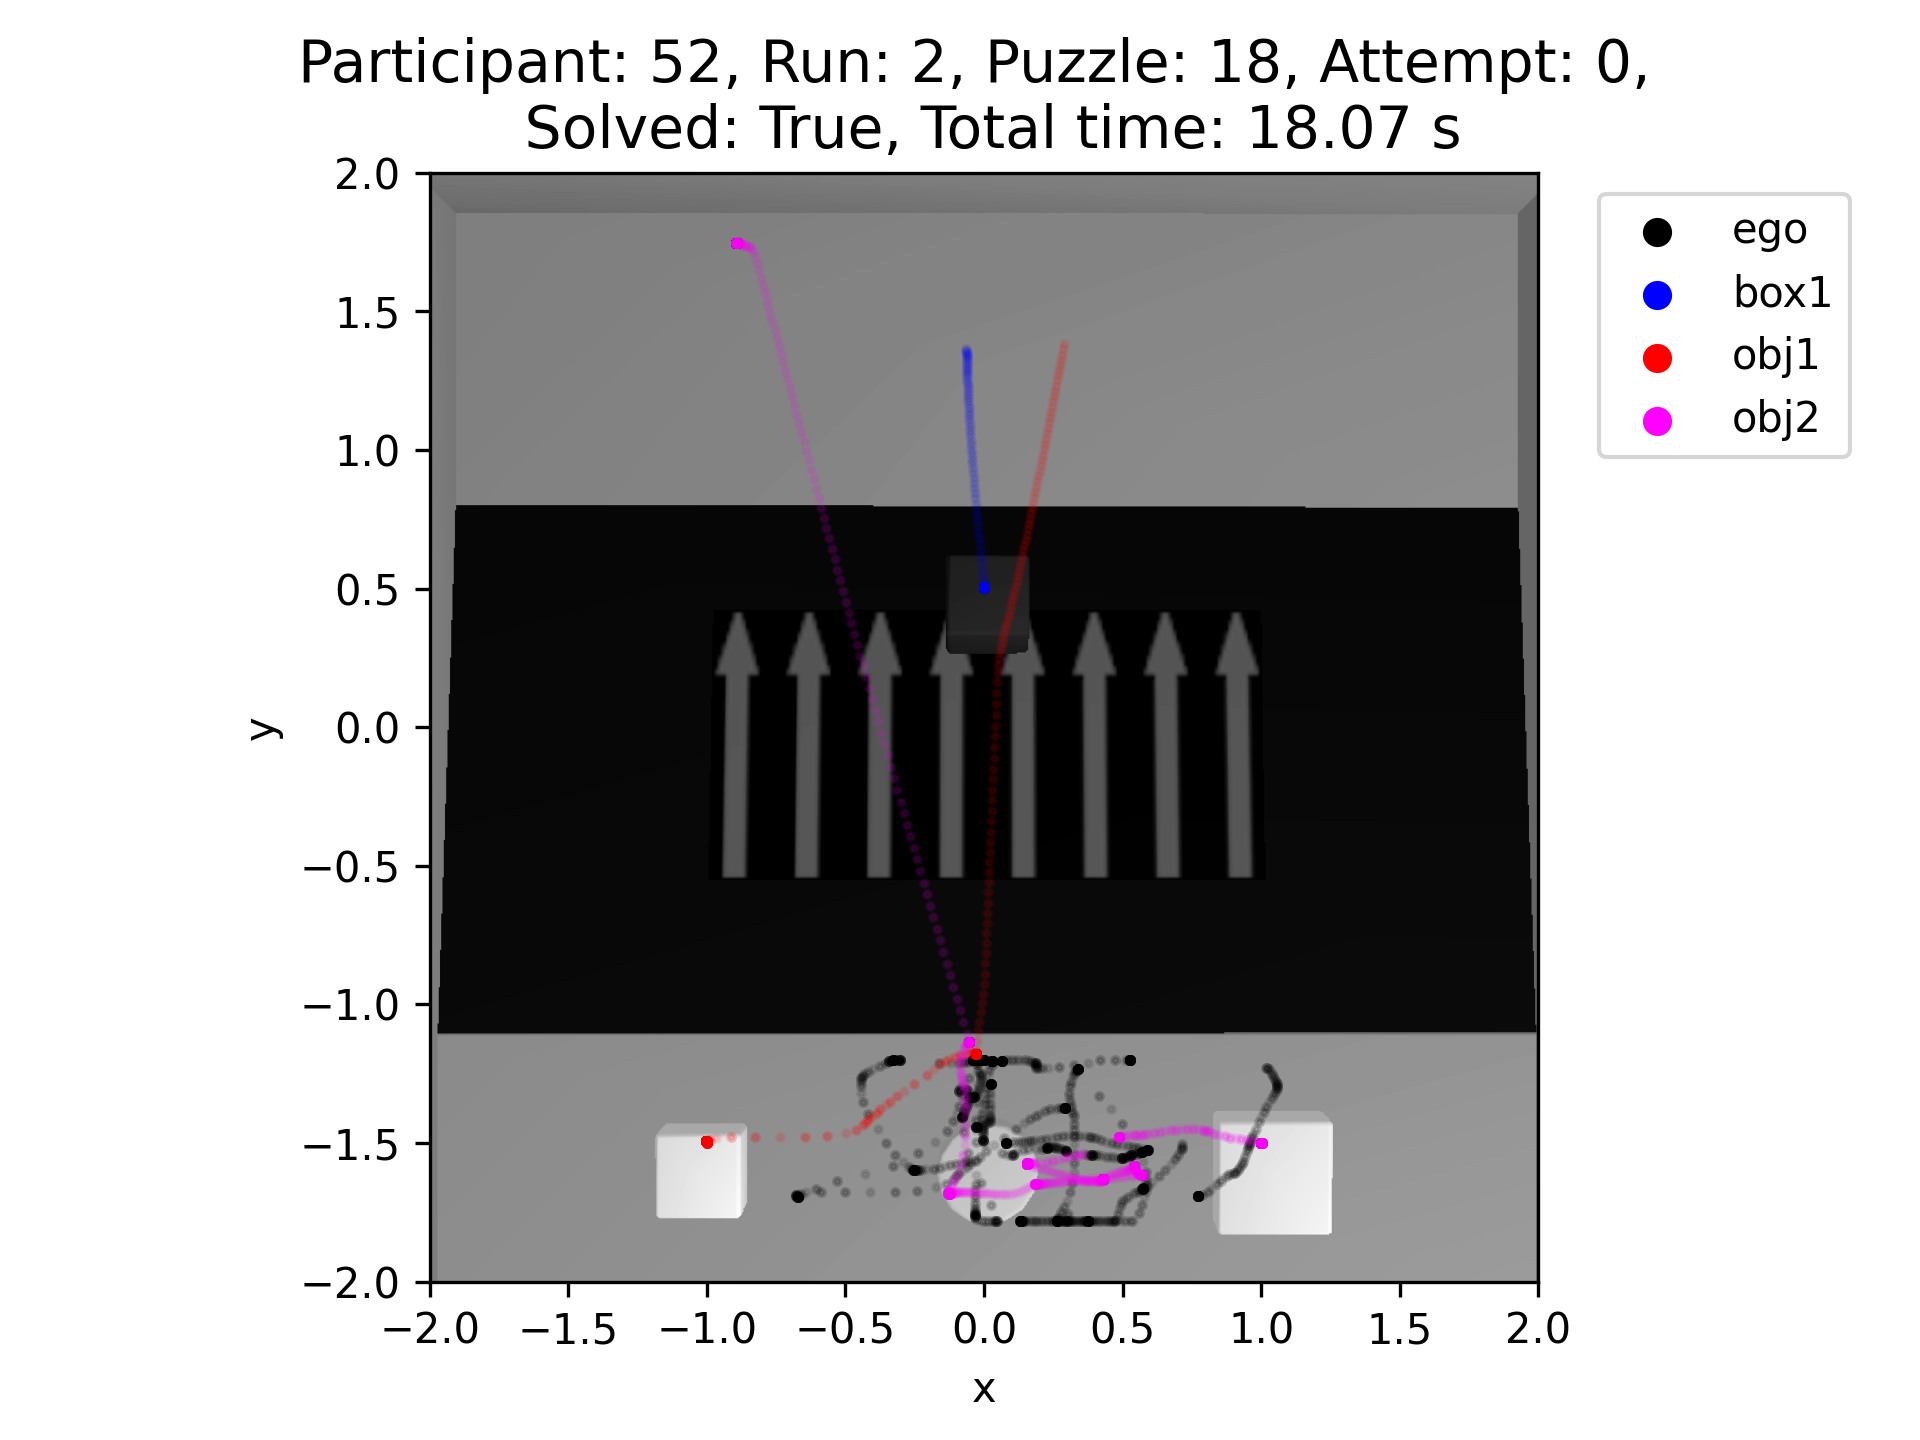 Participant: 52, Run: 2, Puzzle: 18, Attempt: 0,
Solved: True, Total time: 18.07 s
ego
box1
obj1
obj2
2.0
1.5
1.0
0.5
0.0
−0.5
−1.0
−1.5
−2.0
y
−2.0 −1.5 −1.0 −0.5 0.0 0.5 1.0 1.5 2.0
x